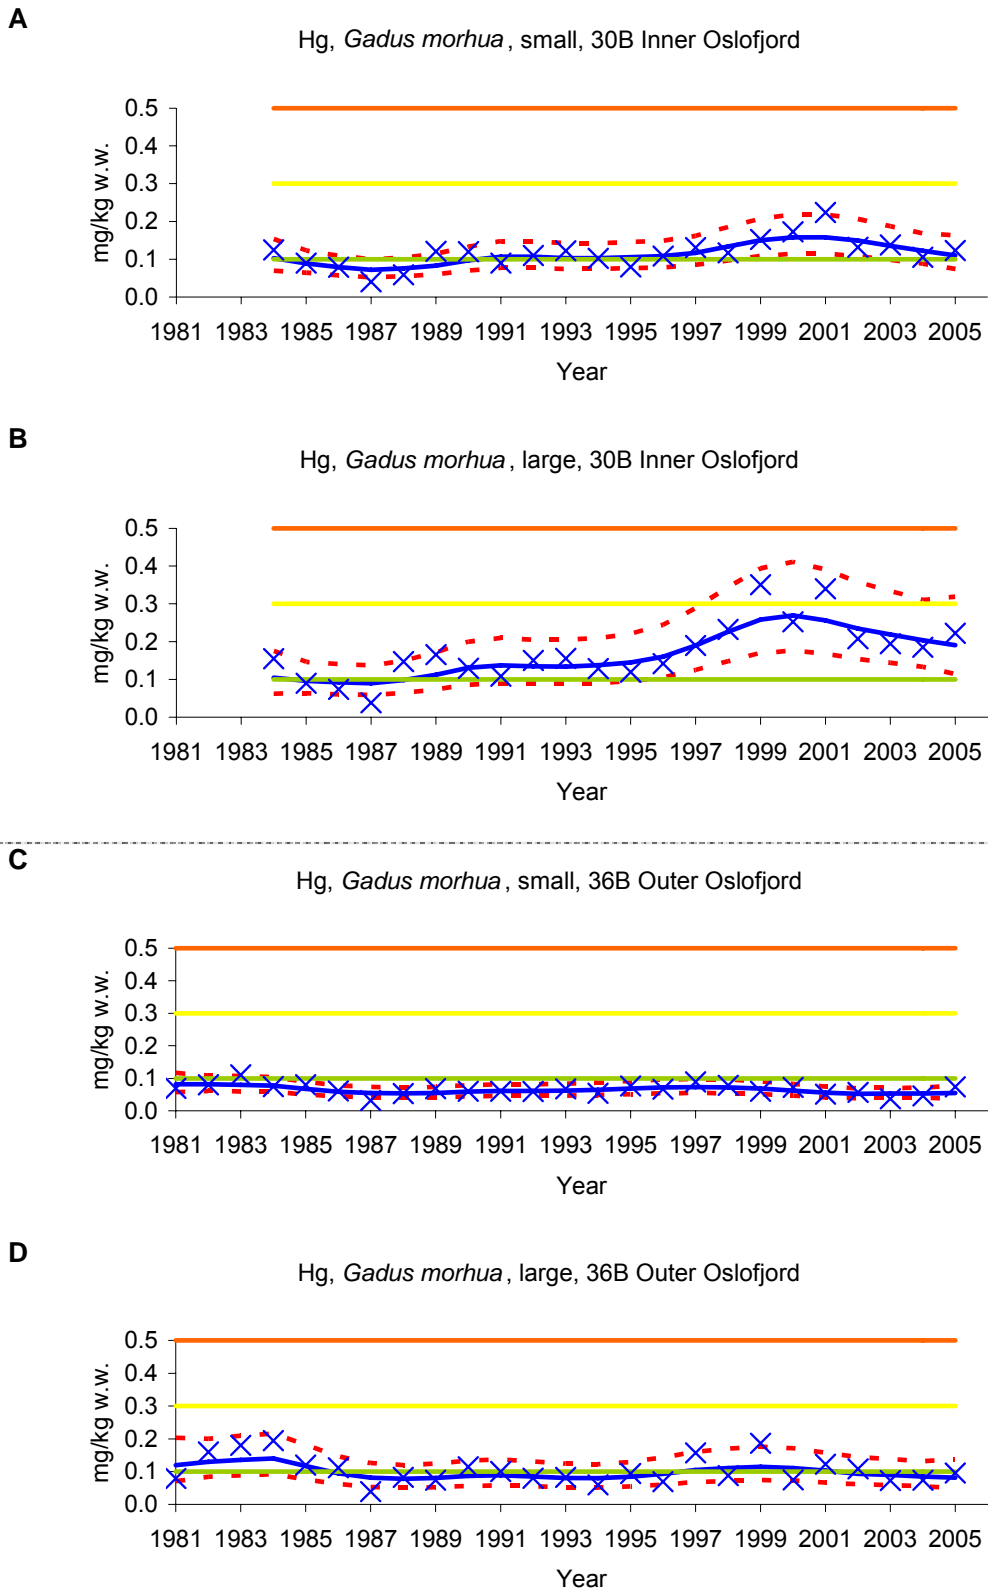 A
Hg, Gadus morhua, small, 30B Inner Oslofjord
mg/kg w.w.
0.5
0.4
0.3
0.2
0.1
0.0
1981 1983 1985 1987 1989 1991 1993 1995 1997 1999 2001 2003 2005
Year
B
Hg, Gadus morhua, large, 30B Inner Oslofjord
mg/kg w.w.
0.5
0.4
0.3
0.2
0.1
0.0
1981 1983 1985 1987 1989 1991 1993 1995 1997 1999 2001 2003 2005
Year
C
Hg, Gadus morhua, small, 36B Outer Oslofjord
mg/kg w.w.
0.5
0.4
0.3
0.2
0.1
0.0
1981 1983 1985 1987 1989 1991 1993 1995 1997 1999 2001 2003 2005
Year
D
Hg, Gadus morhua, large, 36B Outer Oslofjord
mg/kg w.w.
0.5
0.4
0.3
0.2
0.1
0.0
1981 1983 1985 1987 1989 1991 1993 1995 1997 1999 2001 2003 2005
Year